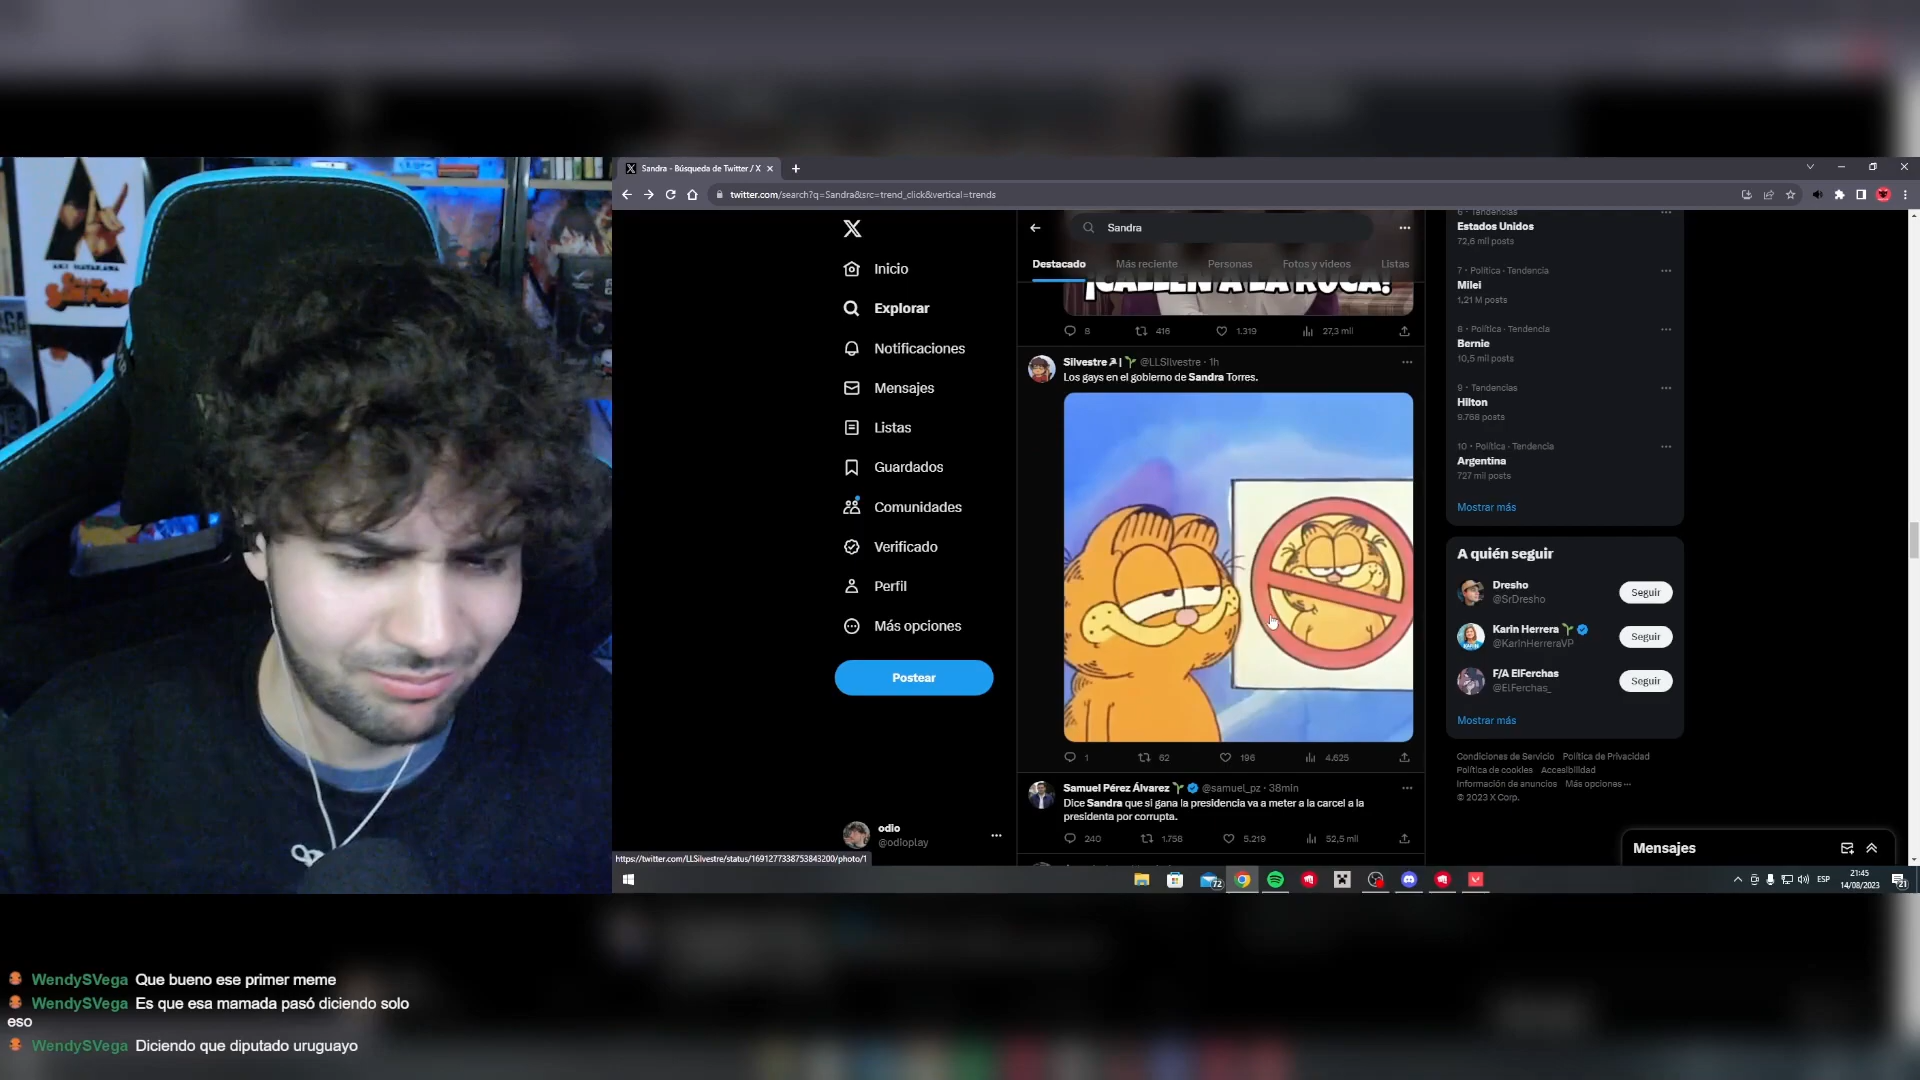 Sandra - Búsqueda de Twitter / X
twitter.com/search?q=Sandra&src=trend_click&vertical=trends
Inicio
Explorar
Notificaciones
Mensajes
Listas
Guardados
Comunidades
Verificado
Perfil
Más opciones
Postear
odio
@odioplay
https://twitter.com/LLSilvestre/status/1691277338753843200/photo/1
Sandra
Destacado
Más reciente
Personas
Fotos y videos
Listas
¡CALLEN A LA ROCA!
8
416
1.319
27,3 mil
Silvestre @LLSilvestre · 1h
Los gays en el gobierno de Sandra Torres.
1
62
196
4.625
Samuel Pérez Álvarez @samuel_pz · 38min
Dice Sandra que si gana la presidencia va a meter a la carcel a la
presidenta por corrupta.
240
1.758
5.219
52,5 mil
6 · Tendencias
Estados Unidos
72,6 mil posts
7 · Política · Tendencia
Milei
1,21 M posts
8 · Política · Tendencia
Bernie
10,5 mil posts
9 · Tendencias
Hilton
9.768 posts
10 · Política · Tendencia
Argentina
727 mil posts
Mostrar más
A quién seguir
Dresho
@SrDresho
Seguir
Karin Herrera
@KarinHerreraVP
Seguir
F/A ElFerchas
@ElFerchas_
Seguir
Mostrar más
Condiciones de Servicio Política de Privacidad
Política de cookies Accesibilidad
Información de anuncios Más opciones
© 2023 X Corp.
Mensajes
72
ESP
21:45
14/08/2023
21
WendySVega Que bueno ese primer meme
WendySVega Es que esa mamada pasó diciendo solo
eso
WendySVega Diciendo que diputado uruguayo